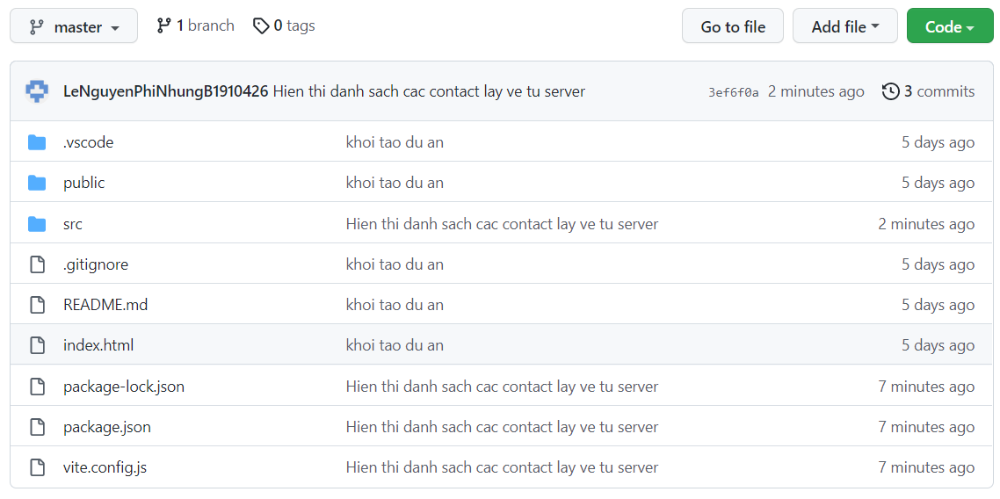 master 1 branch 0 tags Go to file Add file Code
LeNguyenPhiNhungB1910426 Hien thi danh sach cac contact lay ve tu server 3ef6f0a 2 minutes ago 3 commits
.vscode khoi tao du an 5 days ago
public khoi tao du an 5 days ago
src Hien thi danh sach cac contact lay ve tu server 2 minutes ago
.gitignore khoi tao du an 5 days ago
README.md khoi tao du an 5 days ago
index.html khoi tao du an 5 days ago
package-lock.json Hien thi danh sach cac contact lay ve tu server 7 minutes ago
package.json Hien thi danh sach cac contact lay ve tu server 7 minutes ago
vite.config.js Hien thi danh sach cac contact lay ve tu server 7 minutes ago